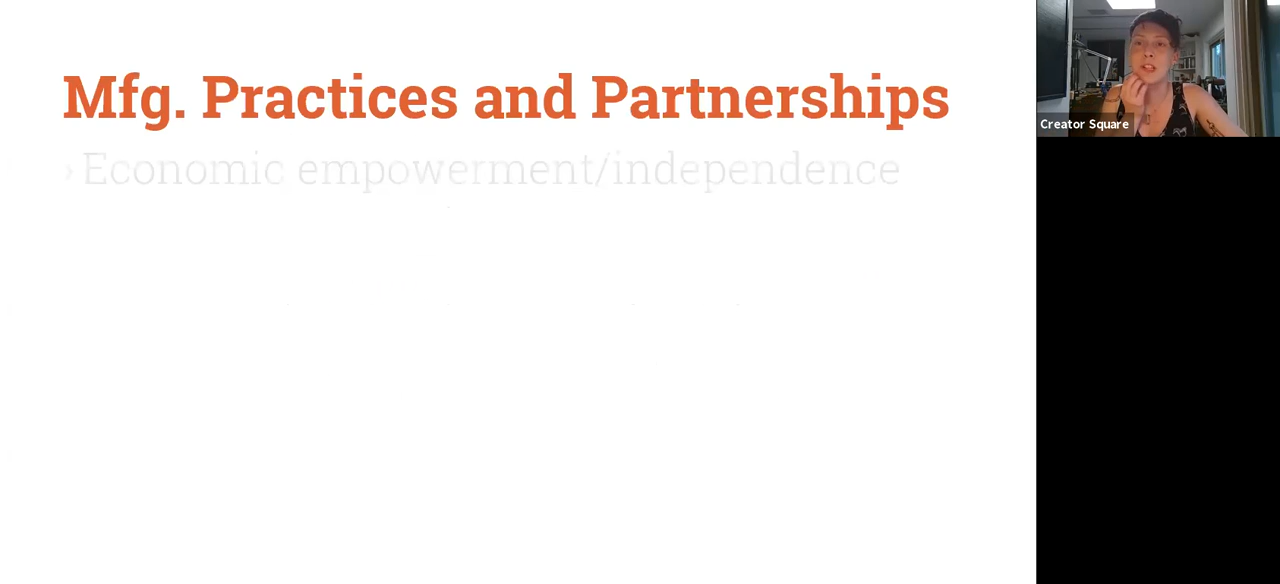 Mfg. Practices and Partnerships
› Economic empowerment/independence
Creator Square